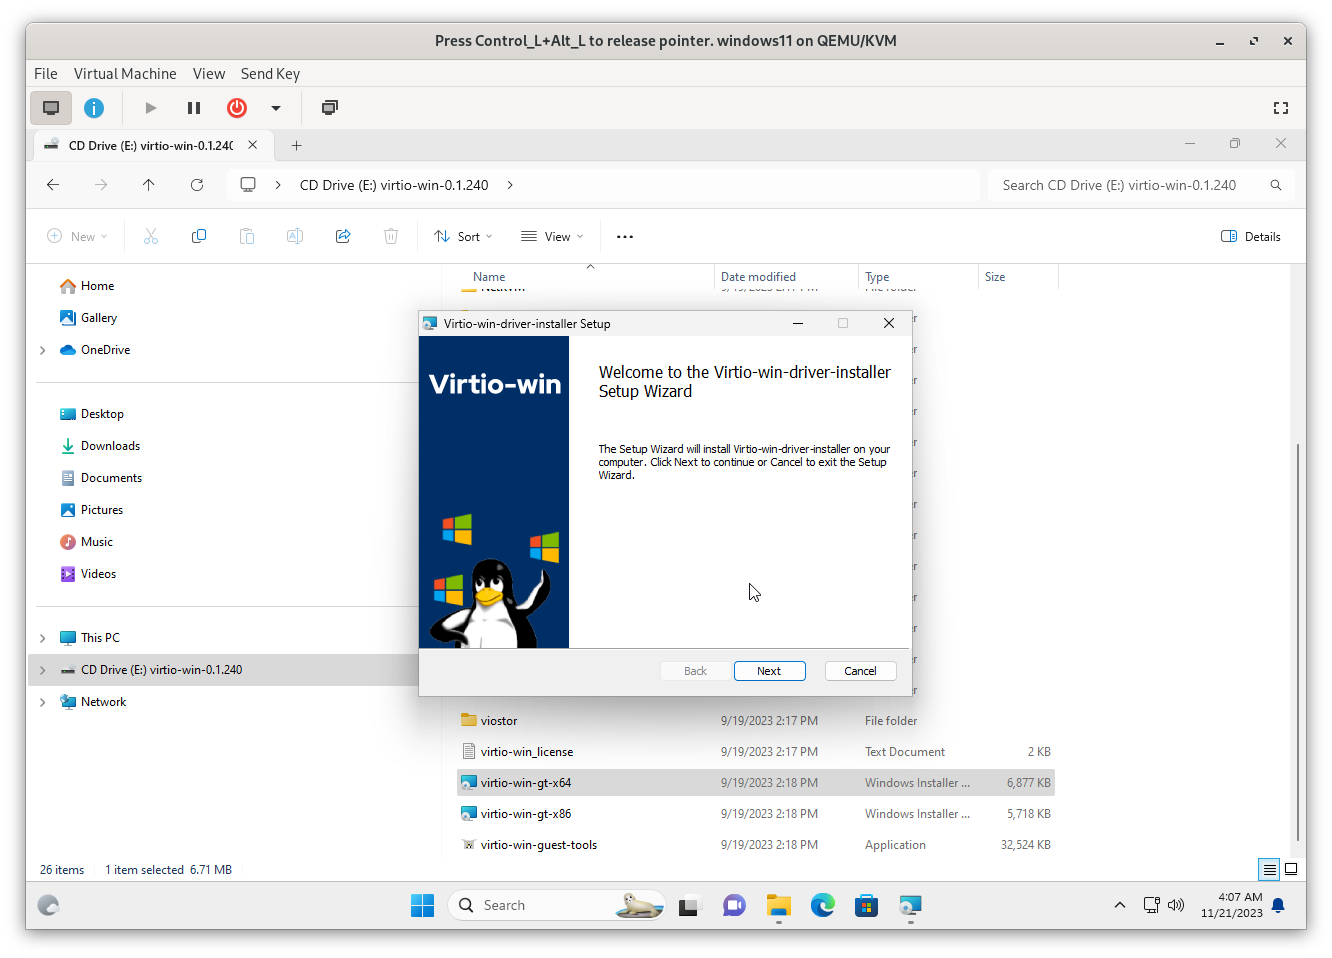 Press Control_L+Alt_L to release pointer. windows11 on QEMU/KVM
File Virtual Machine View Send Key
CD Drive (E:) virtio-win-0.1.240
CD Drive (E:) virtio-win-0.1.240
Search CD Drive (E:) virtio-win-0.1.240
New
Sort
View
Details
Name Date modified Type Size
Home
Gallery
OneDrive
Desktop
Downloads
Documents
Pictures
Music
Videos
This PC
CD Drive (E:) virtio-win-0.1.240
Network
Virtio-win-driver-installer Setup
Virtio-win
Welcome to the Virtio-win-driver-installer
Setup Wizard
The Setup Wizard will install Virtio-win-driver-installer on your
computer. Click Next to continue or Cancel to exit the Setup
Wizard.
Back Next Cancel
viostor 9/19/2023 2:17 PM File folder
virtio-win_license 9/19/2023 2:17 PM Text Document 2 KB
virtio-win-gt-x64 9/19/2023 2:18 PM Windows Installer ... 6,877 KB
virtio-win-gt-x86 9/19/2023 2:18 PM Windows Installer ... 5,718 KB
virtio-win-guest-tools 9/19/2023 2:18 PM Application 32,524 KB
26 items 1 item selected 6.71 MB
Search
4:07 AM
11/21/2023